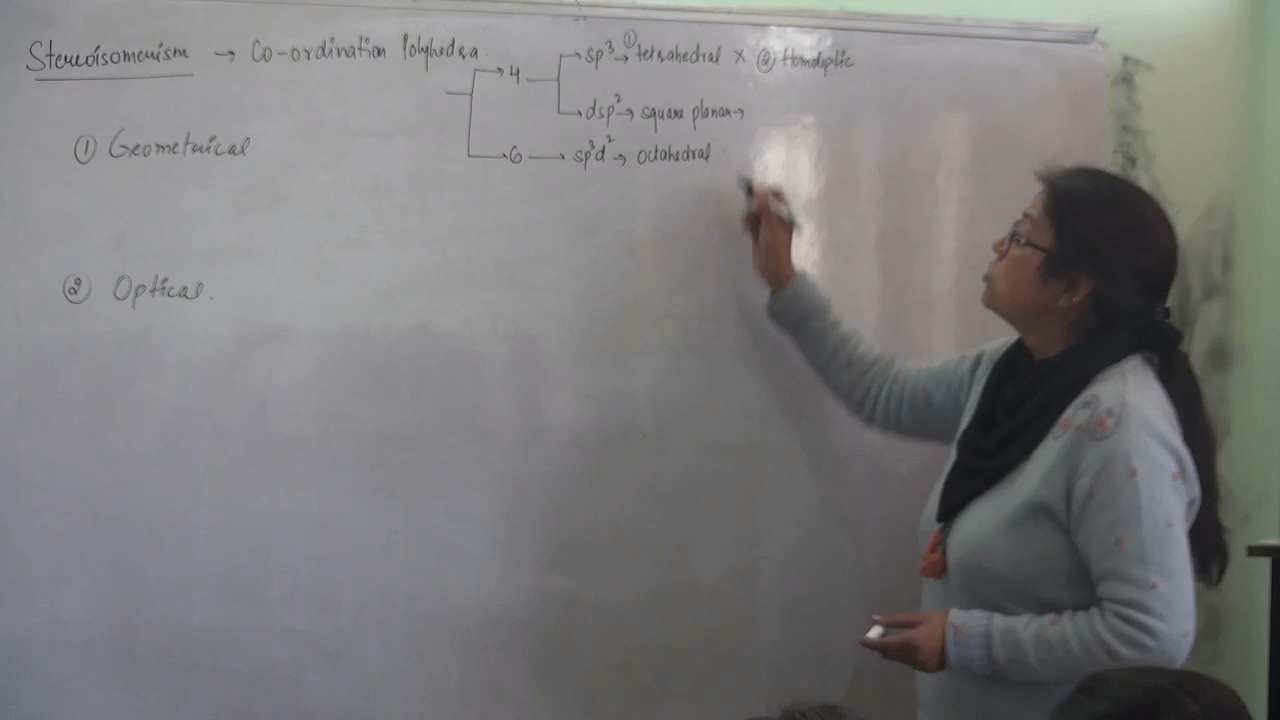 Stereoisomerism → Co-ordination Polyhedra
4 → sp³ → ① tetrahedral × ② Homoleptic
dsp² → square planar →
① Geometrical
6 → sp³d² → octahedral
② Optical.